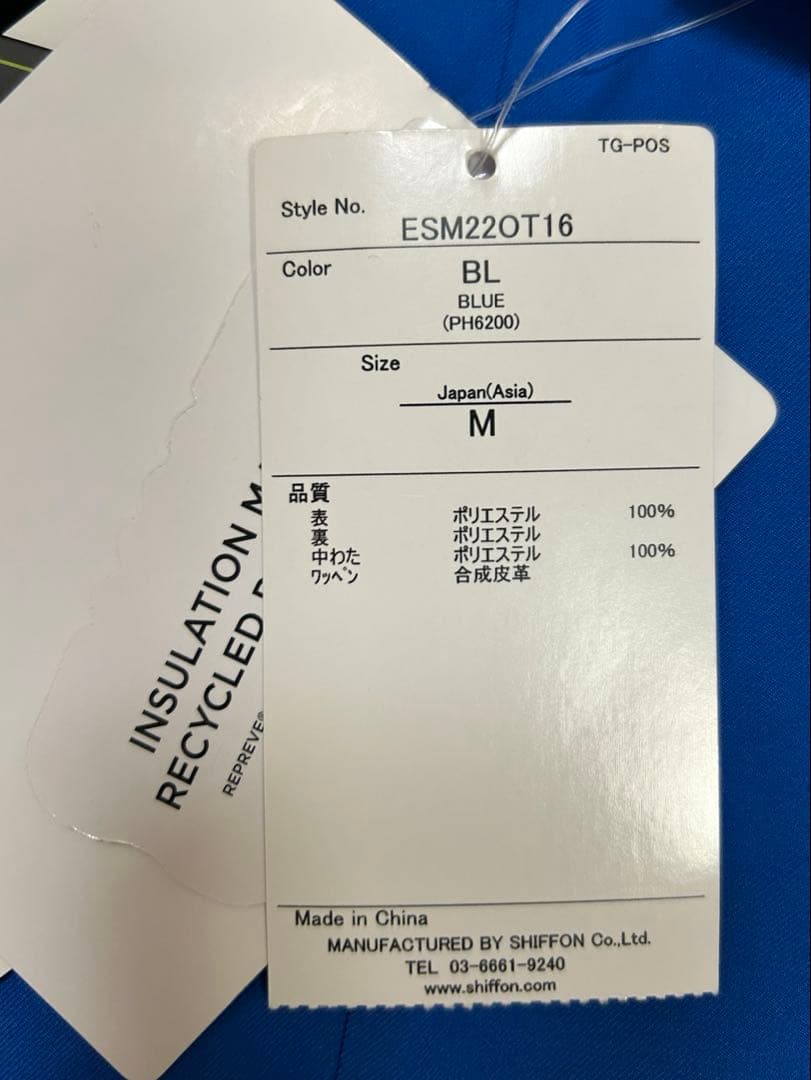 TG-POS
Style No.
ESM22OT16
Color
BL
BLUE
(PH6200)
Size
Japan(Asia)
M
品質
表 ポリエステル 100%
裏 ポリエステル
中わた ポリエステル 100%
ワッペン 合成皮革
Made in China
MANUFACTURED BY SHIFFON Co.,Ltd.
TEL 03-6661-9240
www.shiffon.com
INSULATION
RECYCLED
REPREVE®